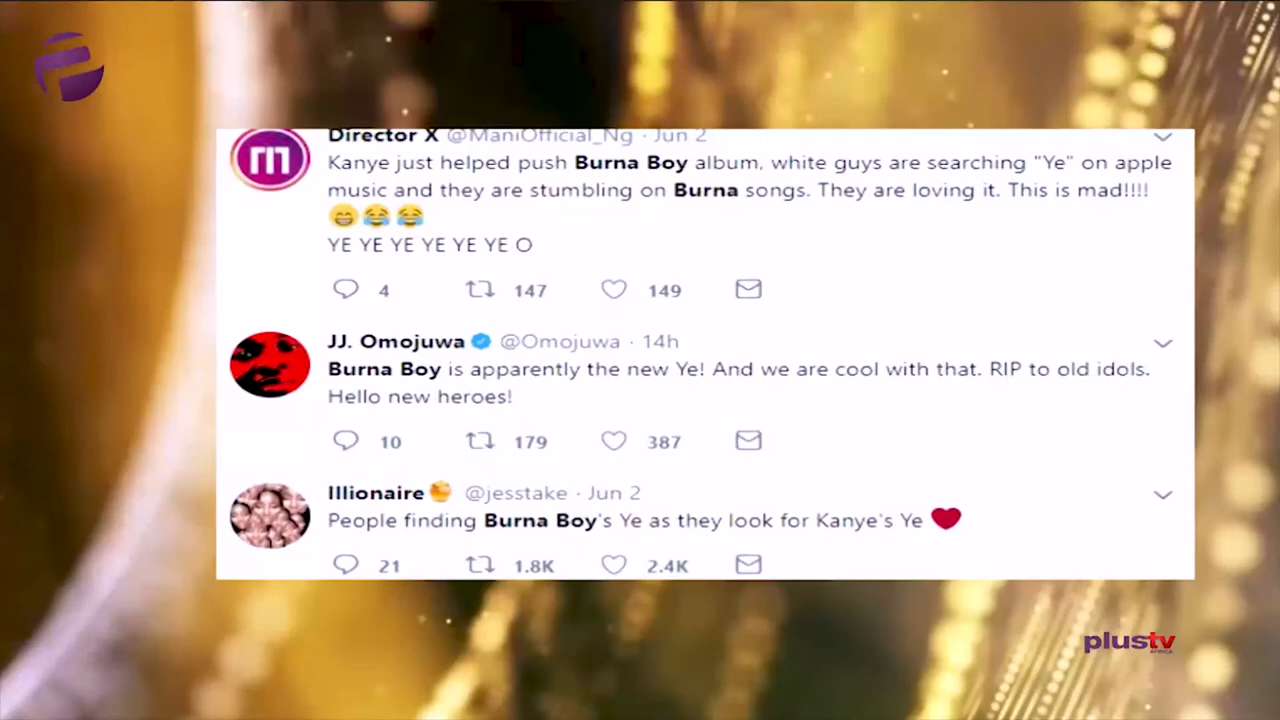 Director X @ManiOfficial_Ng · Jun 2
Kanye just helped push Burna Boy album, white guys are searching "Ye" on apple
music and they are stumbling on Burna songs. They are loving it. This is mad!!!!
😁😂😂
YE YE YE YE YE YE O
4 147 149
JJ. Omojuwa @Omojuwa · 14h
Burna Boy is apparently the new Ye! And we are cool with that. RIP to old idols.
Hello new heroes!
10 179 387
Illionaire @jesstake · Jun 2
People finding Burna Boy's Ye as they look for Kanye's Ye ❤
21 1.8K 2.4K
plustv
AFRICA